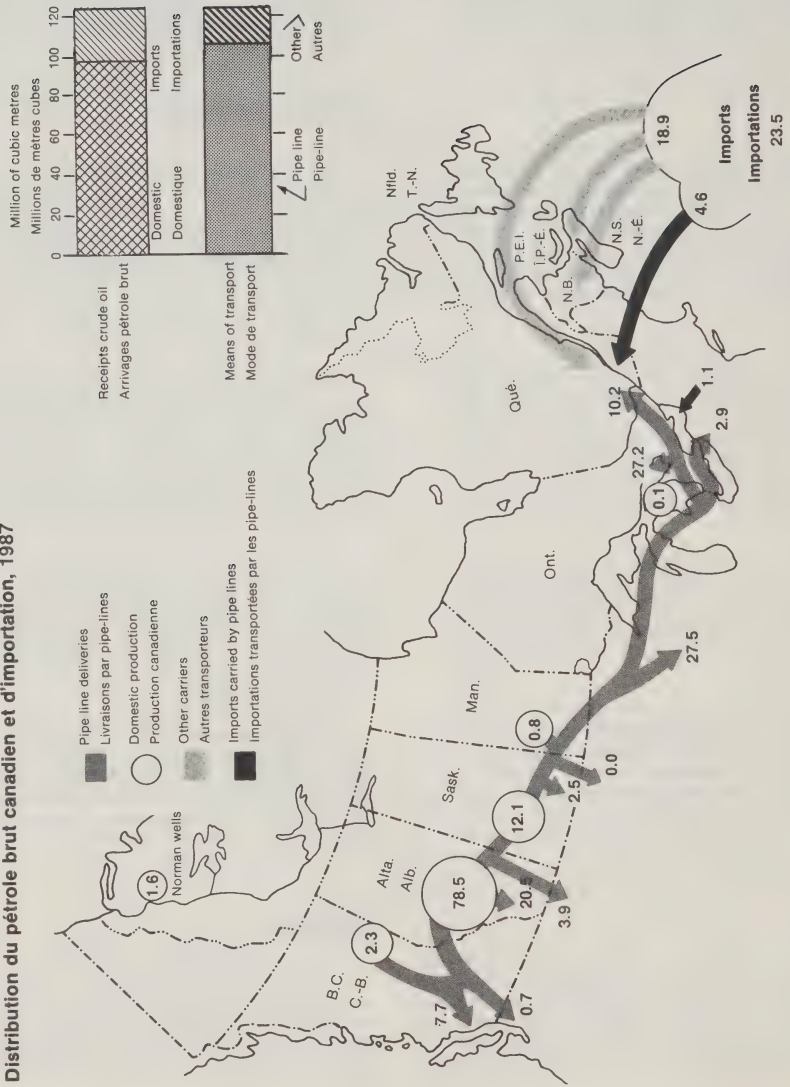 Distribution du pétrole brut canadien et d'importation, 1987
Million of cubic metres
Millions de mètres cubes
0 20 40 60 80 100 120
Receipts crude oil
Arrivages pétrole brut
Domestic
Domestique
Imports
Importations
Means of transport
Mode de transport
Pipe line
Pipe-line
Other
Autres
Pipe line deliveries
Livraisons par pipe-lines
Domestic production
Production canadienne
Other carriers
Autres transporteurs
Imports carried by pipe lines
Importations transportées par les pipe-lines
1.6
Norman wells
B.C.
C.-B.
2.3
7.7
0.7
Alta.
Alb.
78.5
20.5
3.9
Sask.
12.1
2.5
0.0
Man.
0.8
27.5
Ont.
0.1
27.2
2.9
1.1
10.2
Qué.
Nfld.
T.-N.
P.E.I.
Î.P.-É.
N.B.
N.S.
N.-É.
4.6
18.9
Imports
Importations
23.5